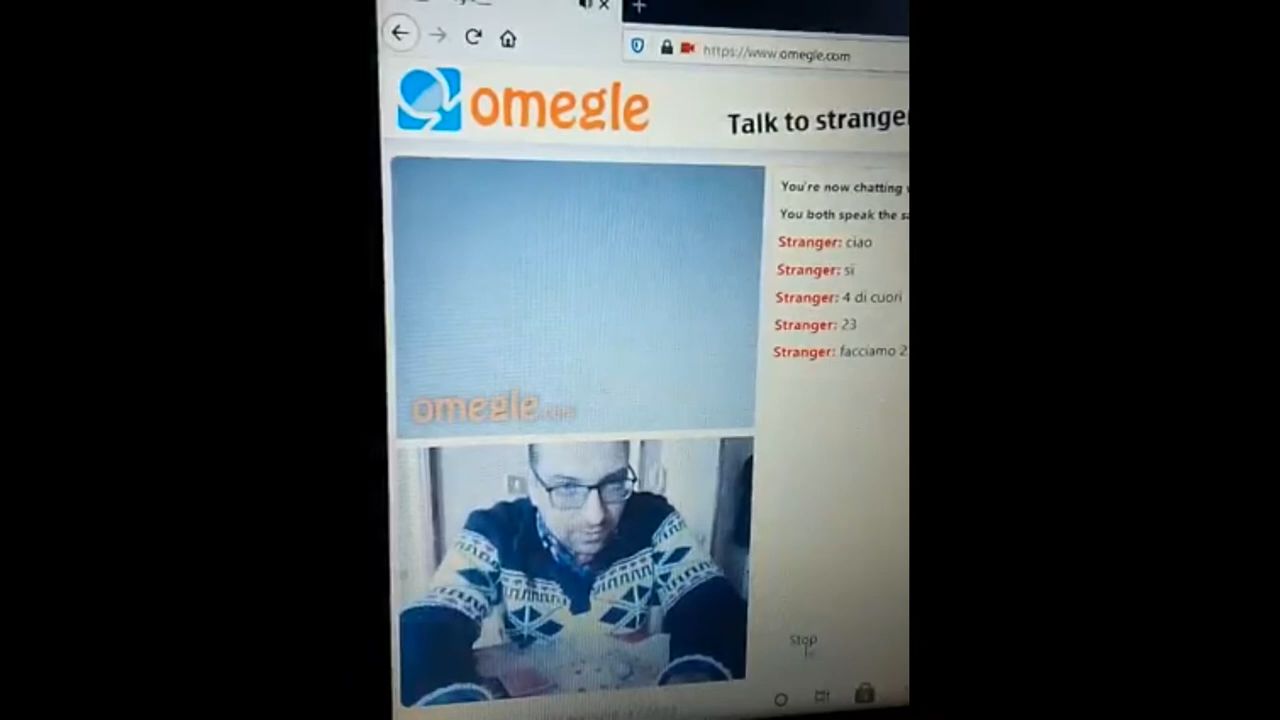 https://www.omegle.com
omegle
Talk to strange
You're now chatting
You both speak the
Stranger: ciao
Stranger: si
Stranger: 4 di cuori
Stranger: 23
Stranger: facciamo 2
omegle
Stop